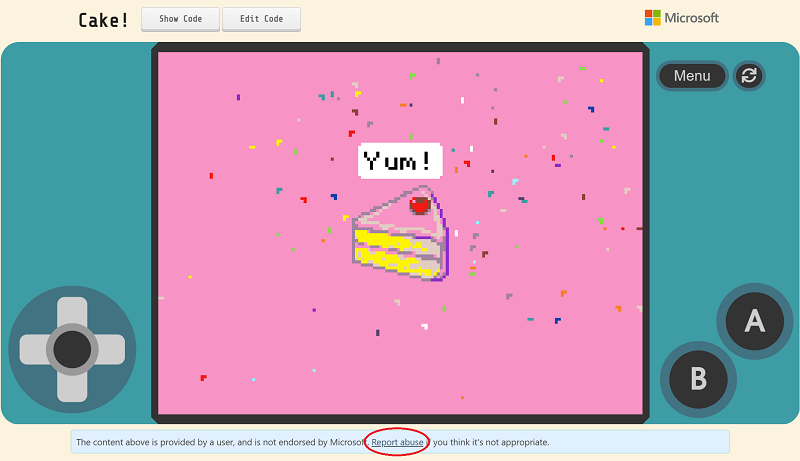 Cake! Show Code Edit Code Microsoft
Menu
Yum!
A
B
The content above is provided by a user, and is not endorsed by Microsoft. Report abuse if you think it's not appropriate.